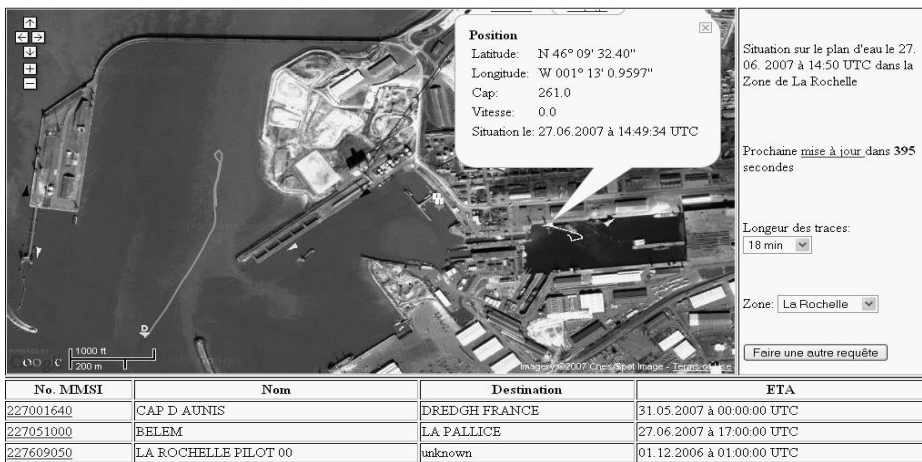 Position
Latitude: N 46° 09' 32.40"
Longitude: W 001° 13' 0.9597"
Cap: 261.0
Vitesse: 0.0
Situation le: 27.06.2007 à 14:49:34 UTC
D
1000 ft
200 m
Imagery ©2007 Cnes/Spot Image - Terms of Use
Situation sur le plan d'eau le 27.
06. 2007 à 14:50 UTC dans la
Zone de La Rochelle
Prochaine mise à jour dans 395
secondes
Longeur des traces:
18 min
Zone: La Rochelle
Faire une autre requête
No. MMSI Nom Destination ETA
227001640 CAP D AUNIS DREDGH FRANCE 31.05.2007 à 00:00:00 UTC
227051000 BELEM LA PALLICE 27.06.2007 à 17:00:00 UTC
227609050 LA ROCHELLE PILOT 00 unknown 01.12.2006 à 01:00:00 UTC